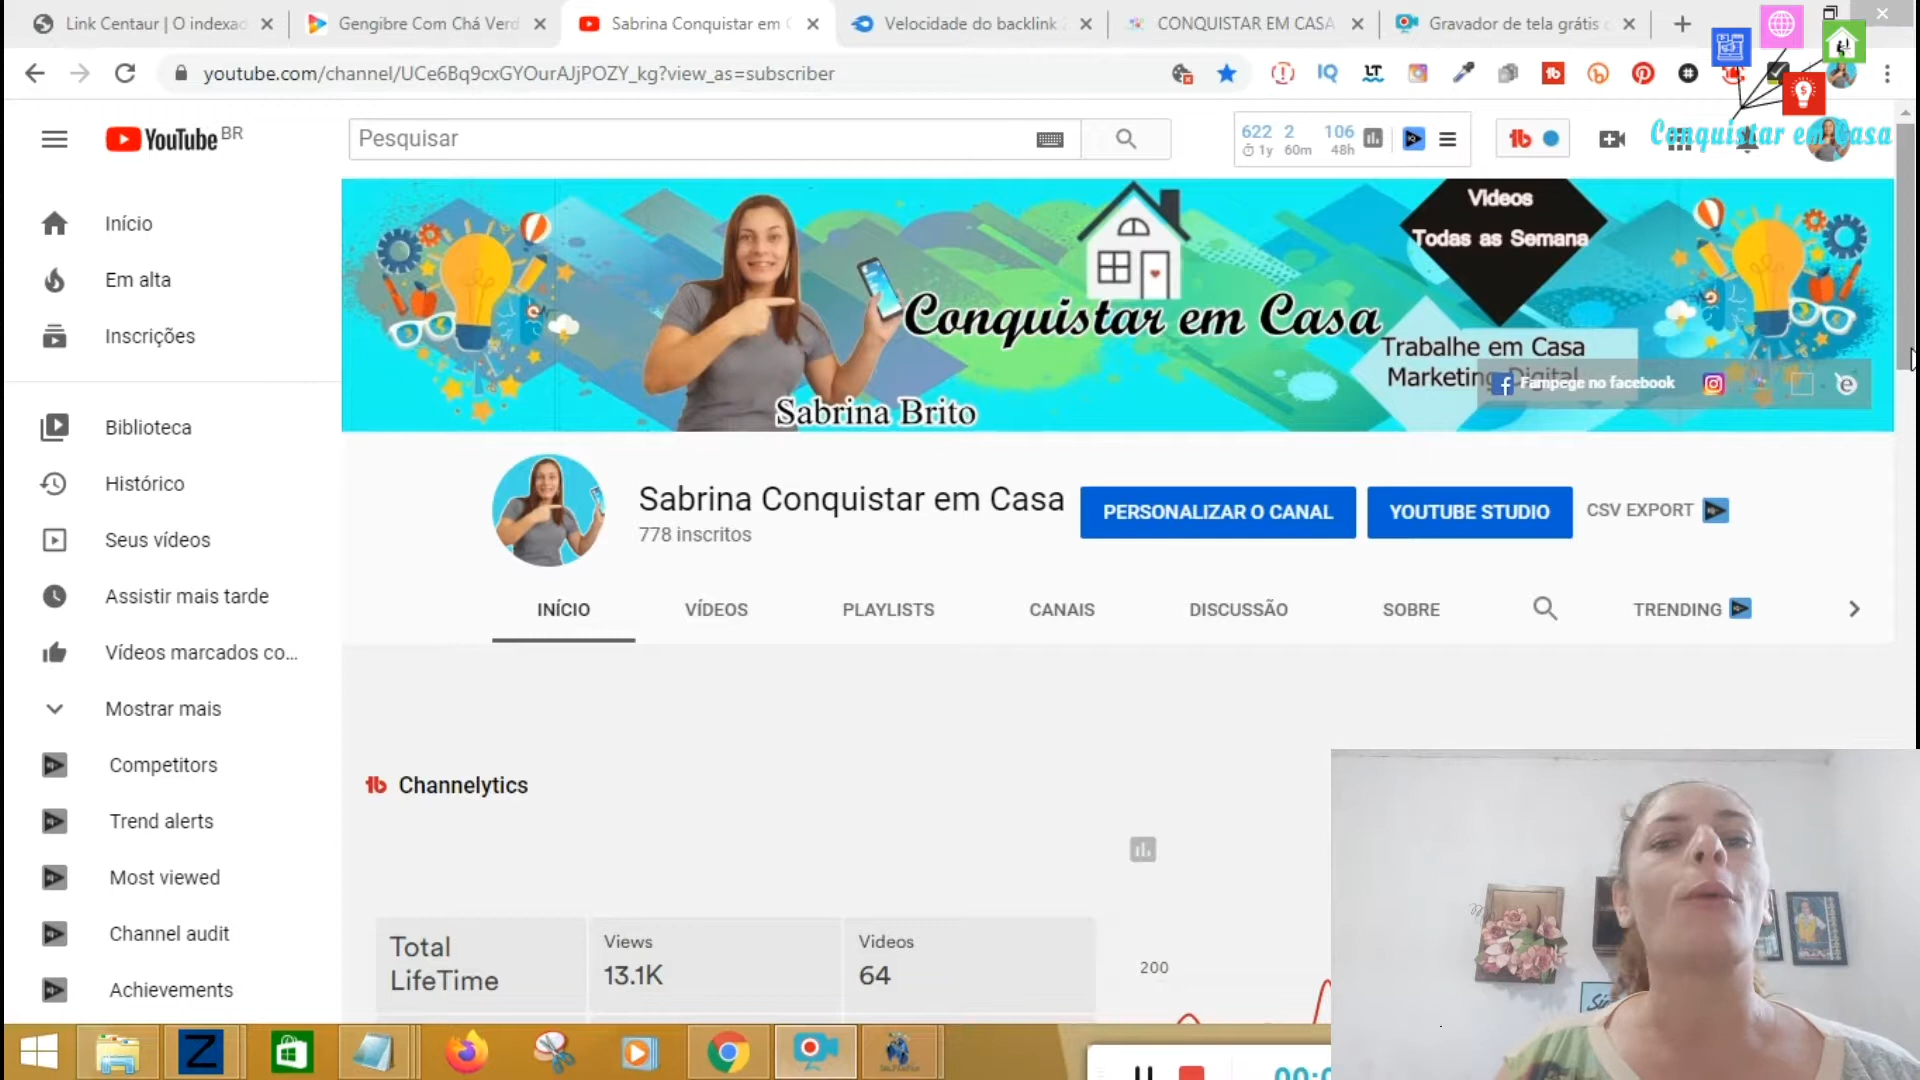 Link Centaur | O indexad
Gengibre Com Chá Verd
Sabrina Conquistar em C
Velocidade do backlink
CONQUISTAR EM CASA
Gravador de tela grátis
youtube.com/channel/UCe6Bq9cxGYOurAJjPOZY_kg?view_as=subscriber
YouTube BR
Pesquisar
622 2 106
1y 60m 48h
Conquistar em Casa
Início
Em alta
Inscrições
Biblioteca
Histórico
Seus vídeos
Assistir mais tarde
Vídeos marcados co...
Mostrar mais
Competitors
Trend alerts
Most viewed
Channel audit
Achievements
Videos
Todas as Semana
Conquistar em Casa
Trabalhe em Casa
Marketing Digital
Fampege no facebook
Sabrina Brito
Sabrina Conquistar em Casa
778 inscritos
PERSONALIZAR O CANAL
YOUTUBE STUDIO
CSV EXPORT
INÍCIO
VÍDEOS
PLAYLISTS
CANAIS
DISCUSSÃO
SOBRE
TRENDING
Channelytics
Total
LifeTime
Views
13.1K
Videos
64
200